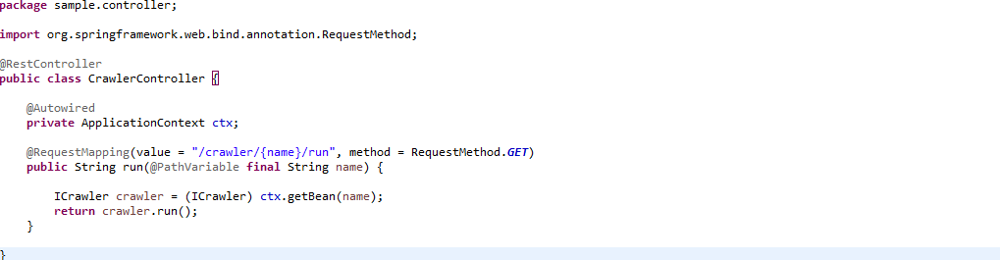 package sample.controller;
import org.springframework.web.bind.annotation.RequestMethod;
@RestController
public class CrawlerController {
@Autowired
private ApplicationContext ctx;
@RequestMapping(value = "/crawler/{name}/run", method = RequestMethod.GET)
public String run(@PathVariable final String name) {
ICrawler crawler = (ICrawler) ctx.getBean(name);
return crawler.run();
}
}